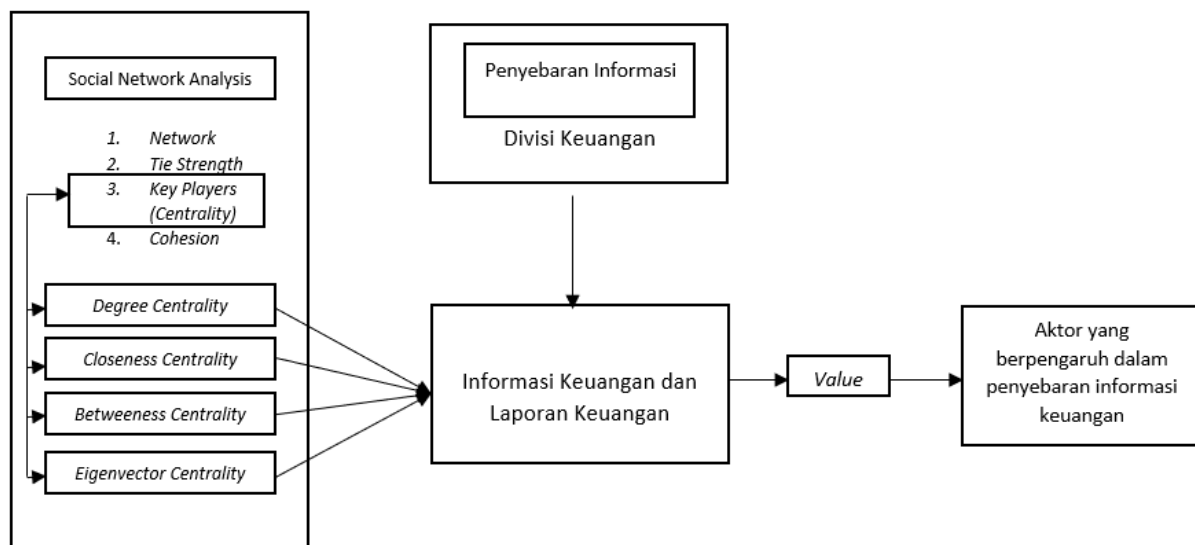 Social Network Analysis
1. Network
2. Tie Strength
3. Key Players
(Centrality)
4. Cohesion
Degree Centrality
Closeness Centrality
Betweeness Centrality
Eigenvector Centrality
Penyebaran Informasi
Divisi Keuangan
Informasi Keuangan dan
Laporan Keuangan
Value
Aktor yang
berpengaruh dalam
penyebaran informasi
keuangan